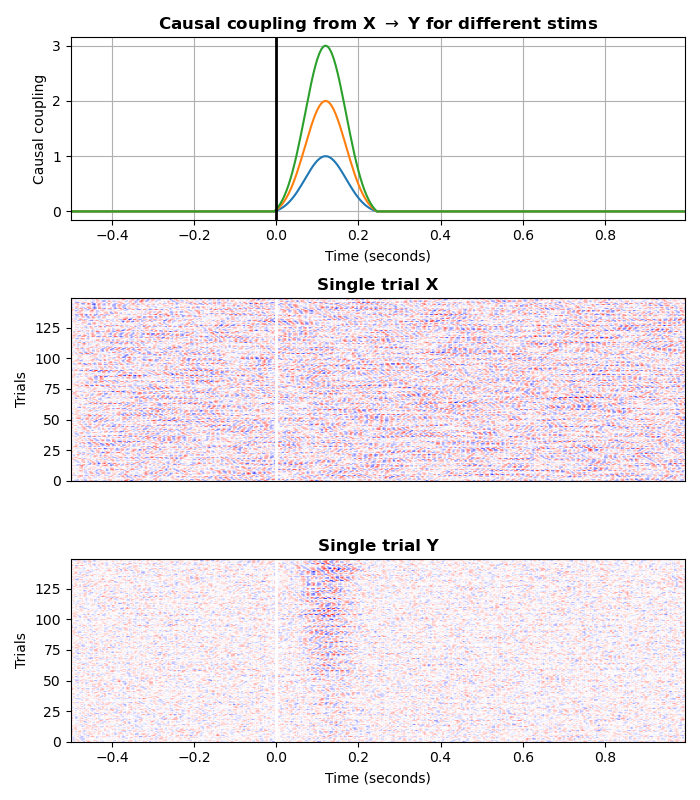 Causal coupling from X → Y for different stims
Causal coupling
3
2
1
0
−0.4 −0.2 0.0 0.2 0.4 0.6 0.8
Time (seconds)
Single trial X
Trials
125
100
75
50
25
0
Single trial Y
Trials
125
100
75
50
25
0
−0.4 −0.2 0.0 0.2 0.4 0.6 0.8
Time (seconds)